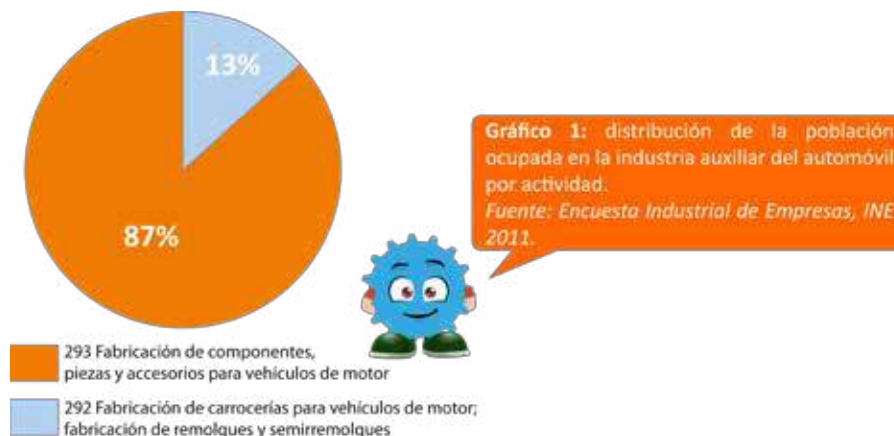 13%
87%
Gráfico 1: distribución de la población
ocupada en la industria auxiliar del automóvil
por actividad.
Fuente: Encuesta Industrial de Empresas, INE
2011.
293 Fabricación de componentes,
piezas y accesorios para vehículos de motor
292 Fabricación de carrocerías para vehículos de motor;
fabricación de remolques y semirremolques